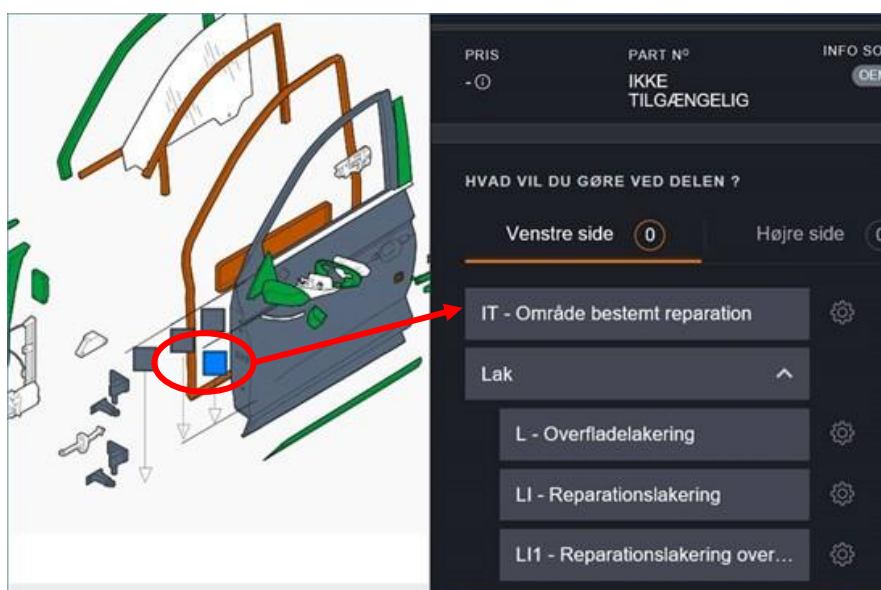 PRIS
PART Nº
INFO SO
-
IKKE
TILGÆNGELIG
OEM
HVAD VIL DU GØRE VED DELEN ?
Venstre side 0
Højre side
IT - Område bestemt reparation
Lak
L - Overfladelakering
LI - Reparationslakering
LI1 - Reparationslakering over...